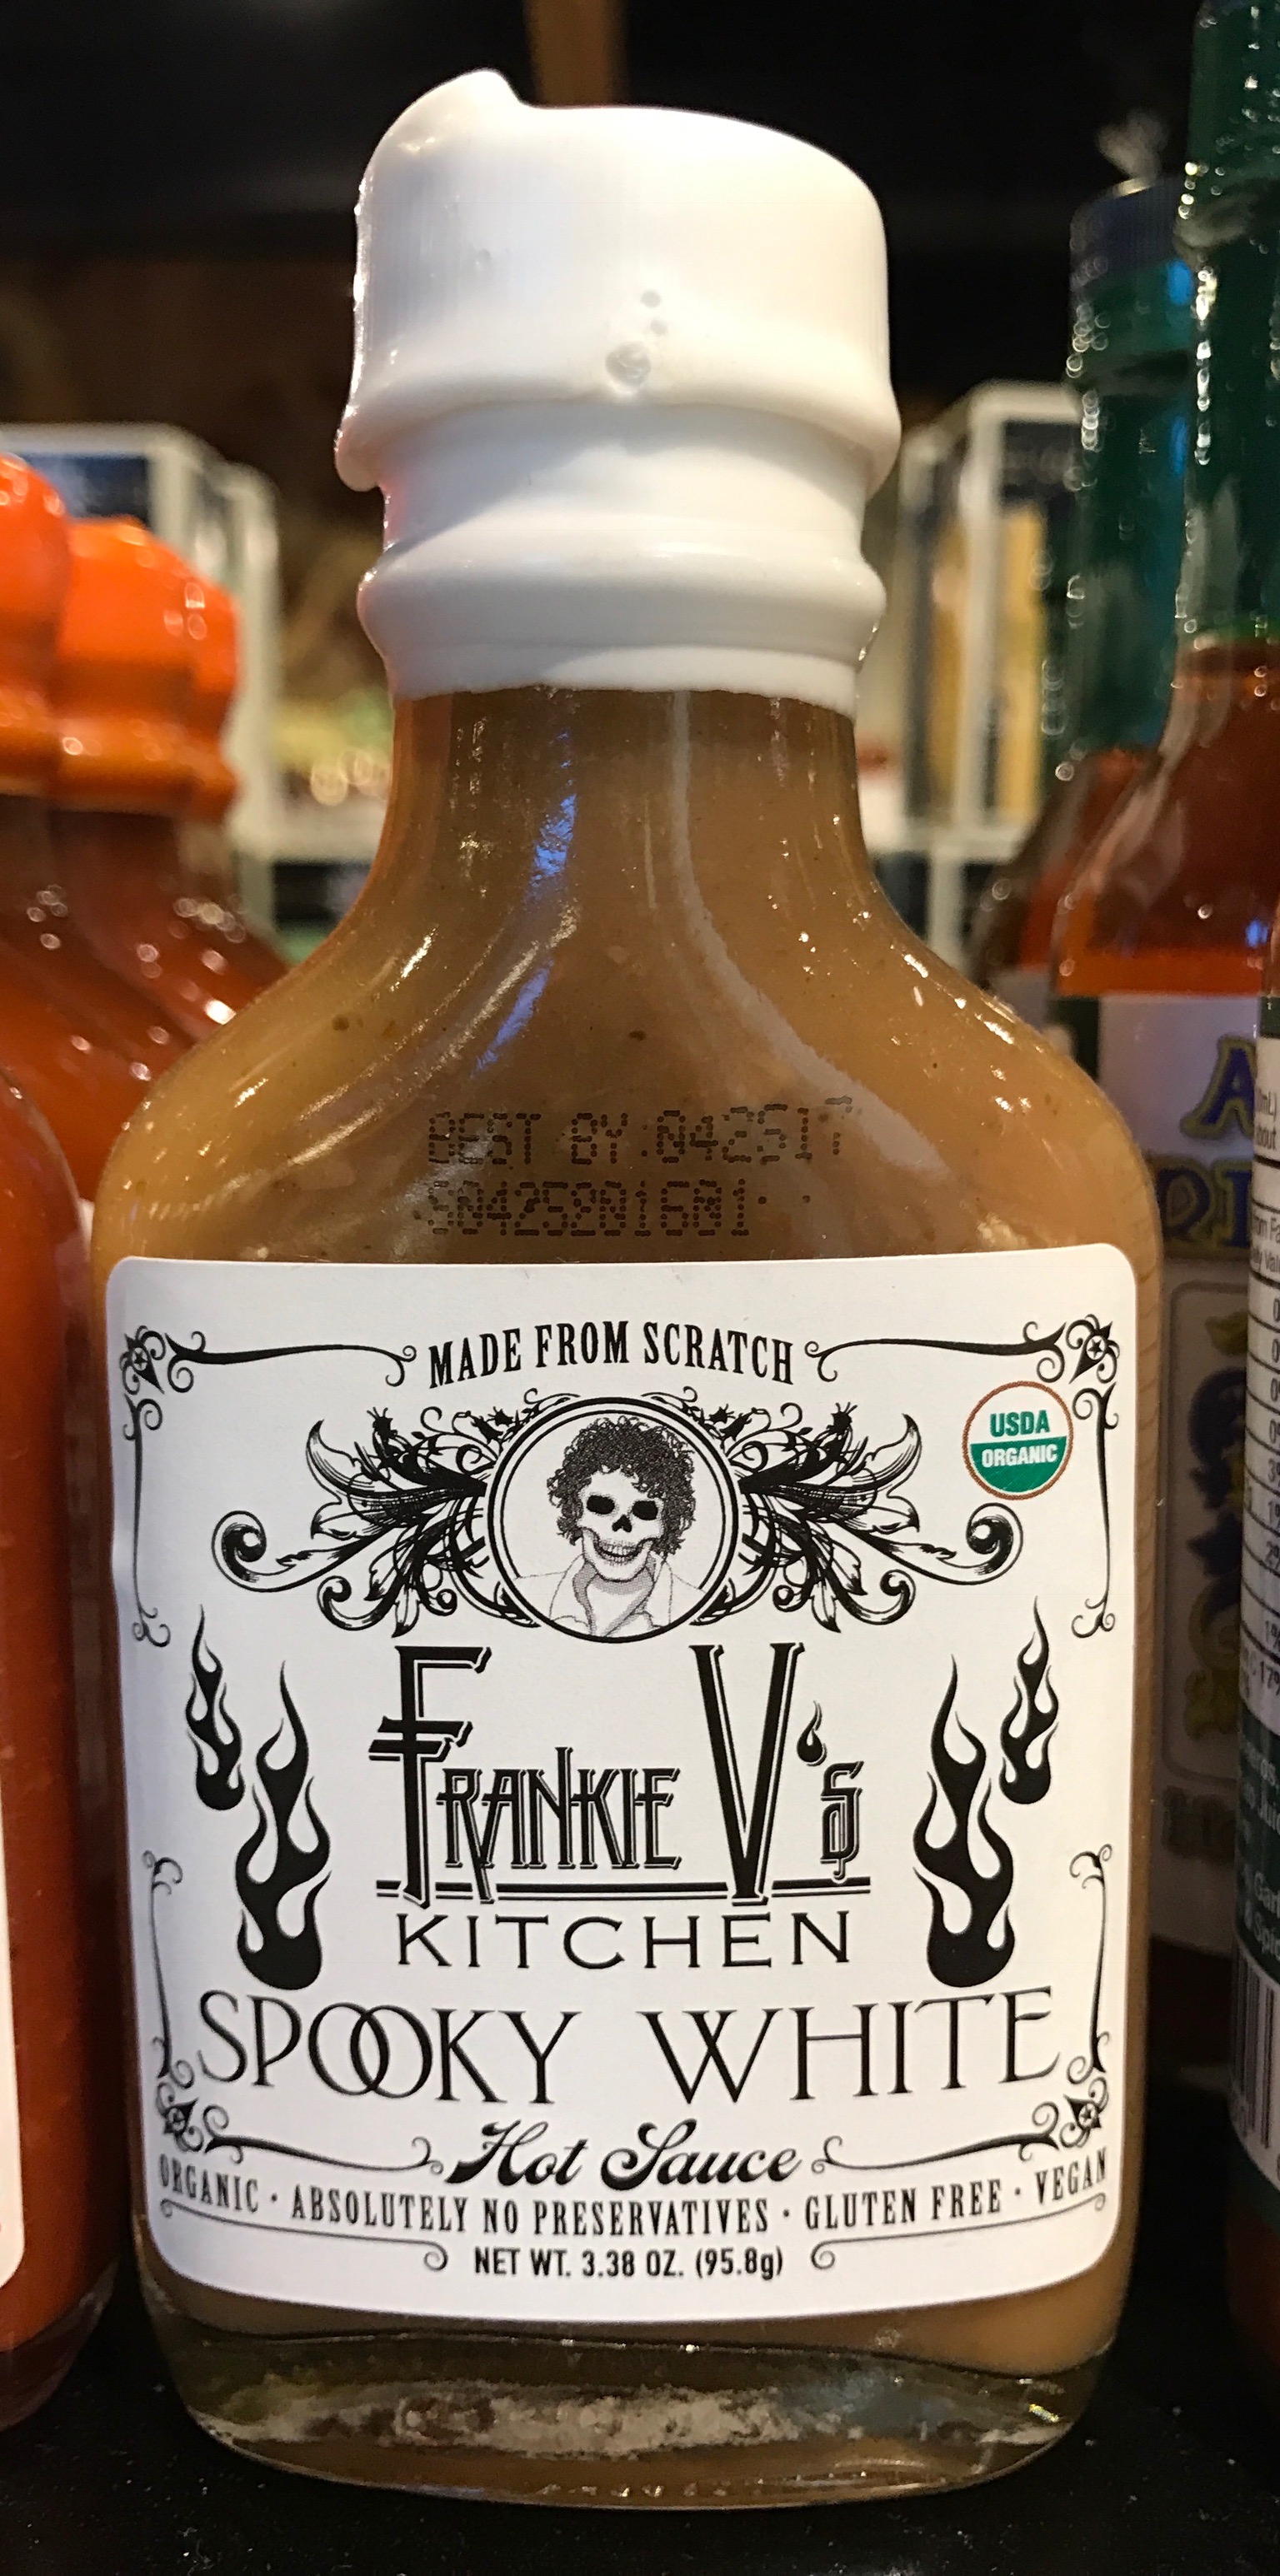 BEST BY:042517
S0425S01601
MADE FROM SCRATCH
USDA
ORGANIC
FRANKIE V's
KITCHEN
SPOOKY WHITE
Hot Sauce
ORGANIC · ABSOLUTELY NO PRESERVATIVES · GLUTEN FREE · VEGAN
NET WT. 3.38 OZ. (95.8g)